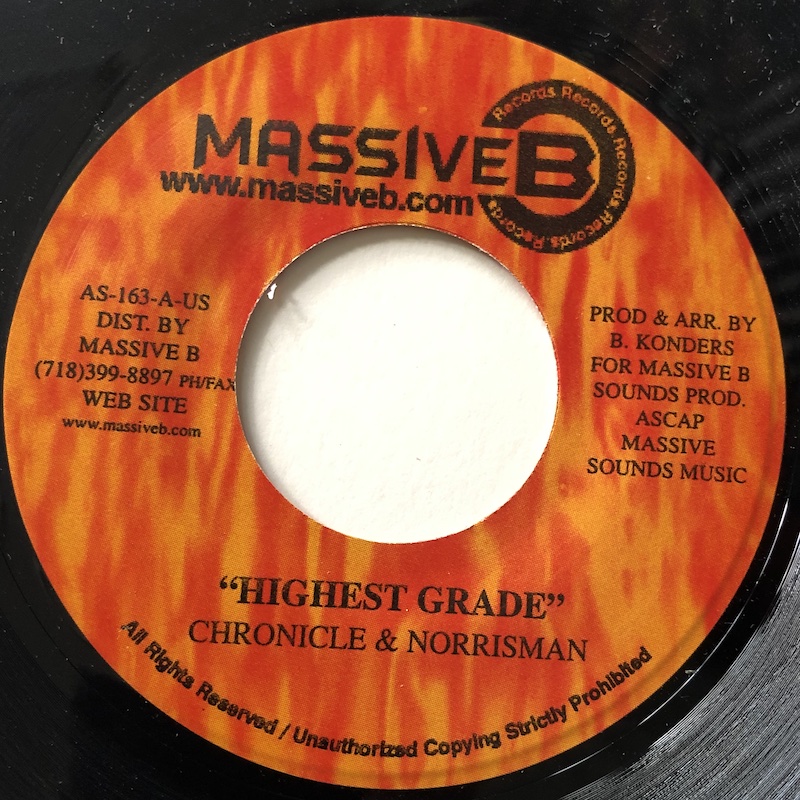 MASSIVE B
Records Records Records Records Records
www.massiveb.com
AS-163-A-US
DIST. BY
MASSIVE B
(718)399-8897 PH/FAX
WEB SITE
www.massiveb.com
PROD & ARR. BY
B. KONDERS
FOR MASSIVE B
SOUNDS PROD.
ASCAP
MASSIVE
SOUNDS MUSIC
“HIGHEST GRADE”
CHRONICLE & NORRISMAN
All Rights Reserved / Unauthorized Copying Strictly Prohibited